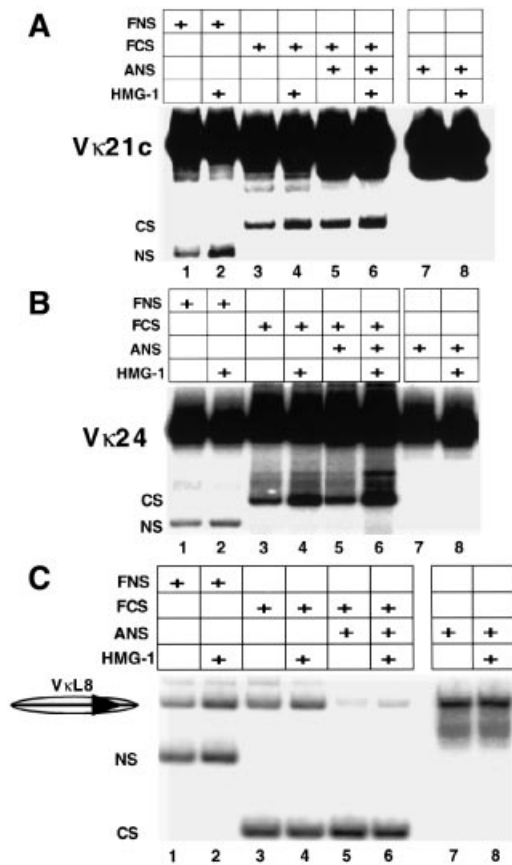 A
FNS + +
FCS + + + +
ANS + + + +
HMG-1 + + + +
Vκ21c
CS
NS
1 2 3 4 5 6 7 8
B
FNS + +
FCS + + + +
ANS + + + +
HMG-1 + + + +
Vκ24
CS
NS
1 2 3 4 5 6 7 8
C
FNS + +
FCS + + + +
ANS + + + +
HMG-1 + + + +
VκL8
NS
CS
1 2 3 4 5 6 7 8